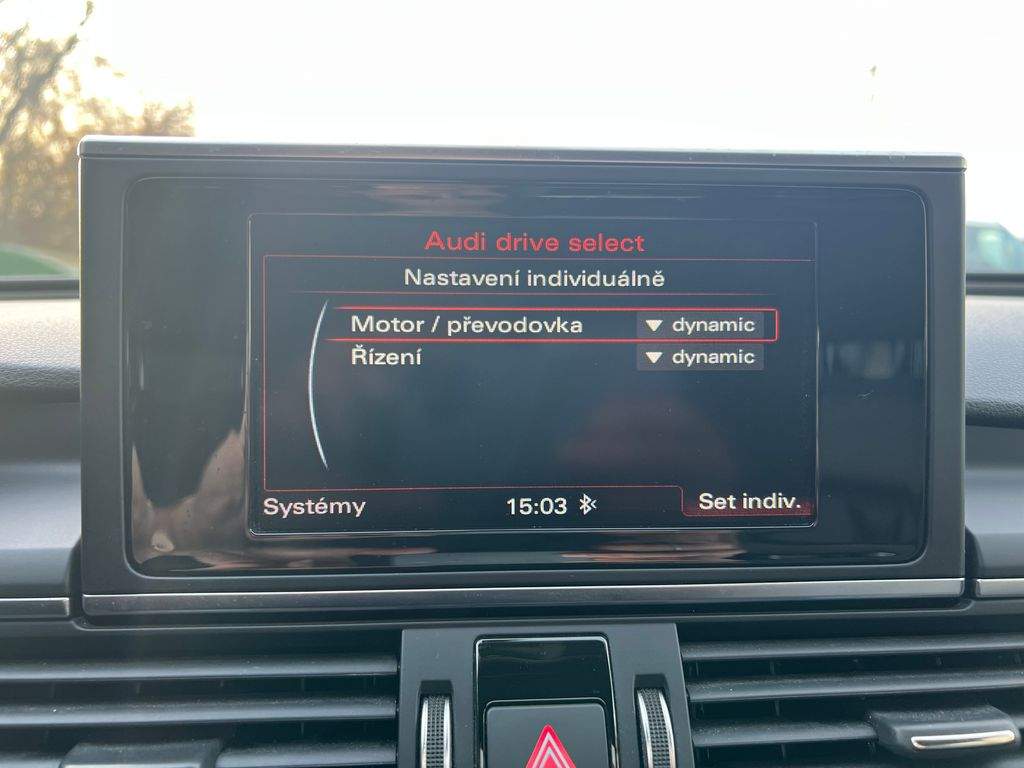 Audi drive select
Nastavení individuálně
Motor / převodovka ▼ dynamic
Řízení ▼ dynamic
Systémy 15:03 Set indiv.